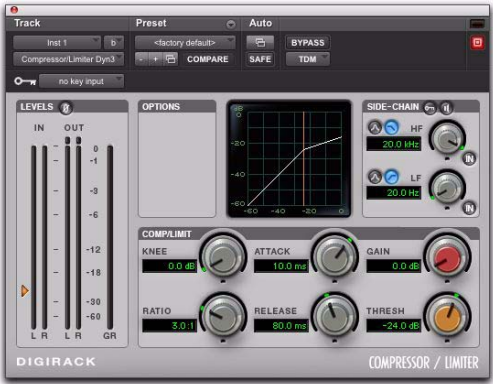 Track Preset Auto
Inst 1 b <factory default> BYPASS
Compressor/Limiter Dyn3 - + COMPARE SAFE TDM
no key input
LEVELS OPTIONS SIDE-CHAIN
IN OUT
0
-1
-3
-6
-12
-18
-30
-60
L R L R GR
dB
0
-20
-40
-60
-60 -40 -20 0
HF
20.0 kHz
IN
LF
20.0 Hz
IN
COMP/LIMIT
KNEE ATTACK GAIN
0.0 dB 10.0 ms 0.0 dB
RATIO RELEASE THRESH
3.0:1 80.0 ms -24.0 dB
DIGIRACK COMPRESSOR / LIMITER